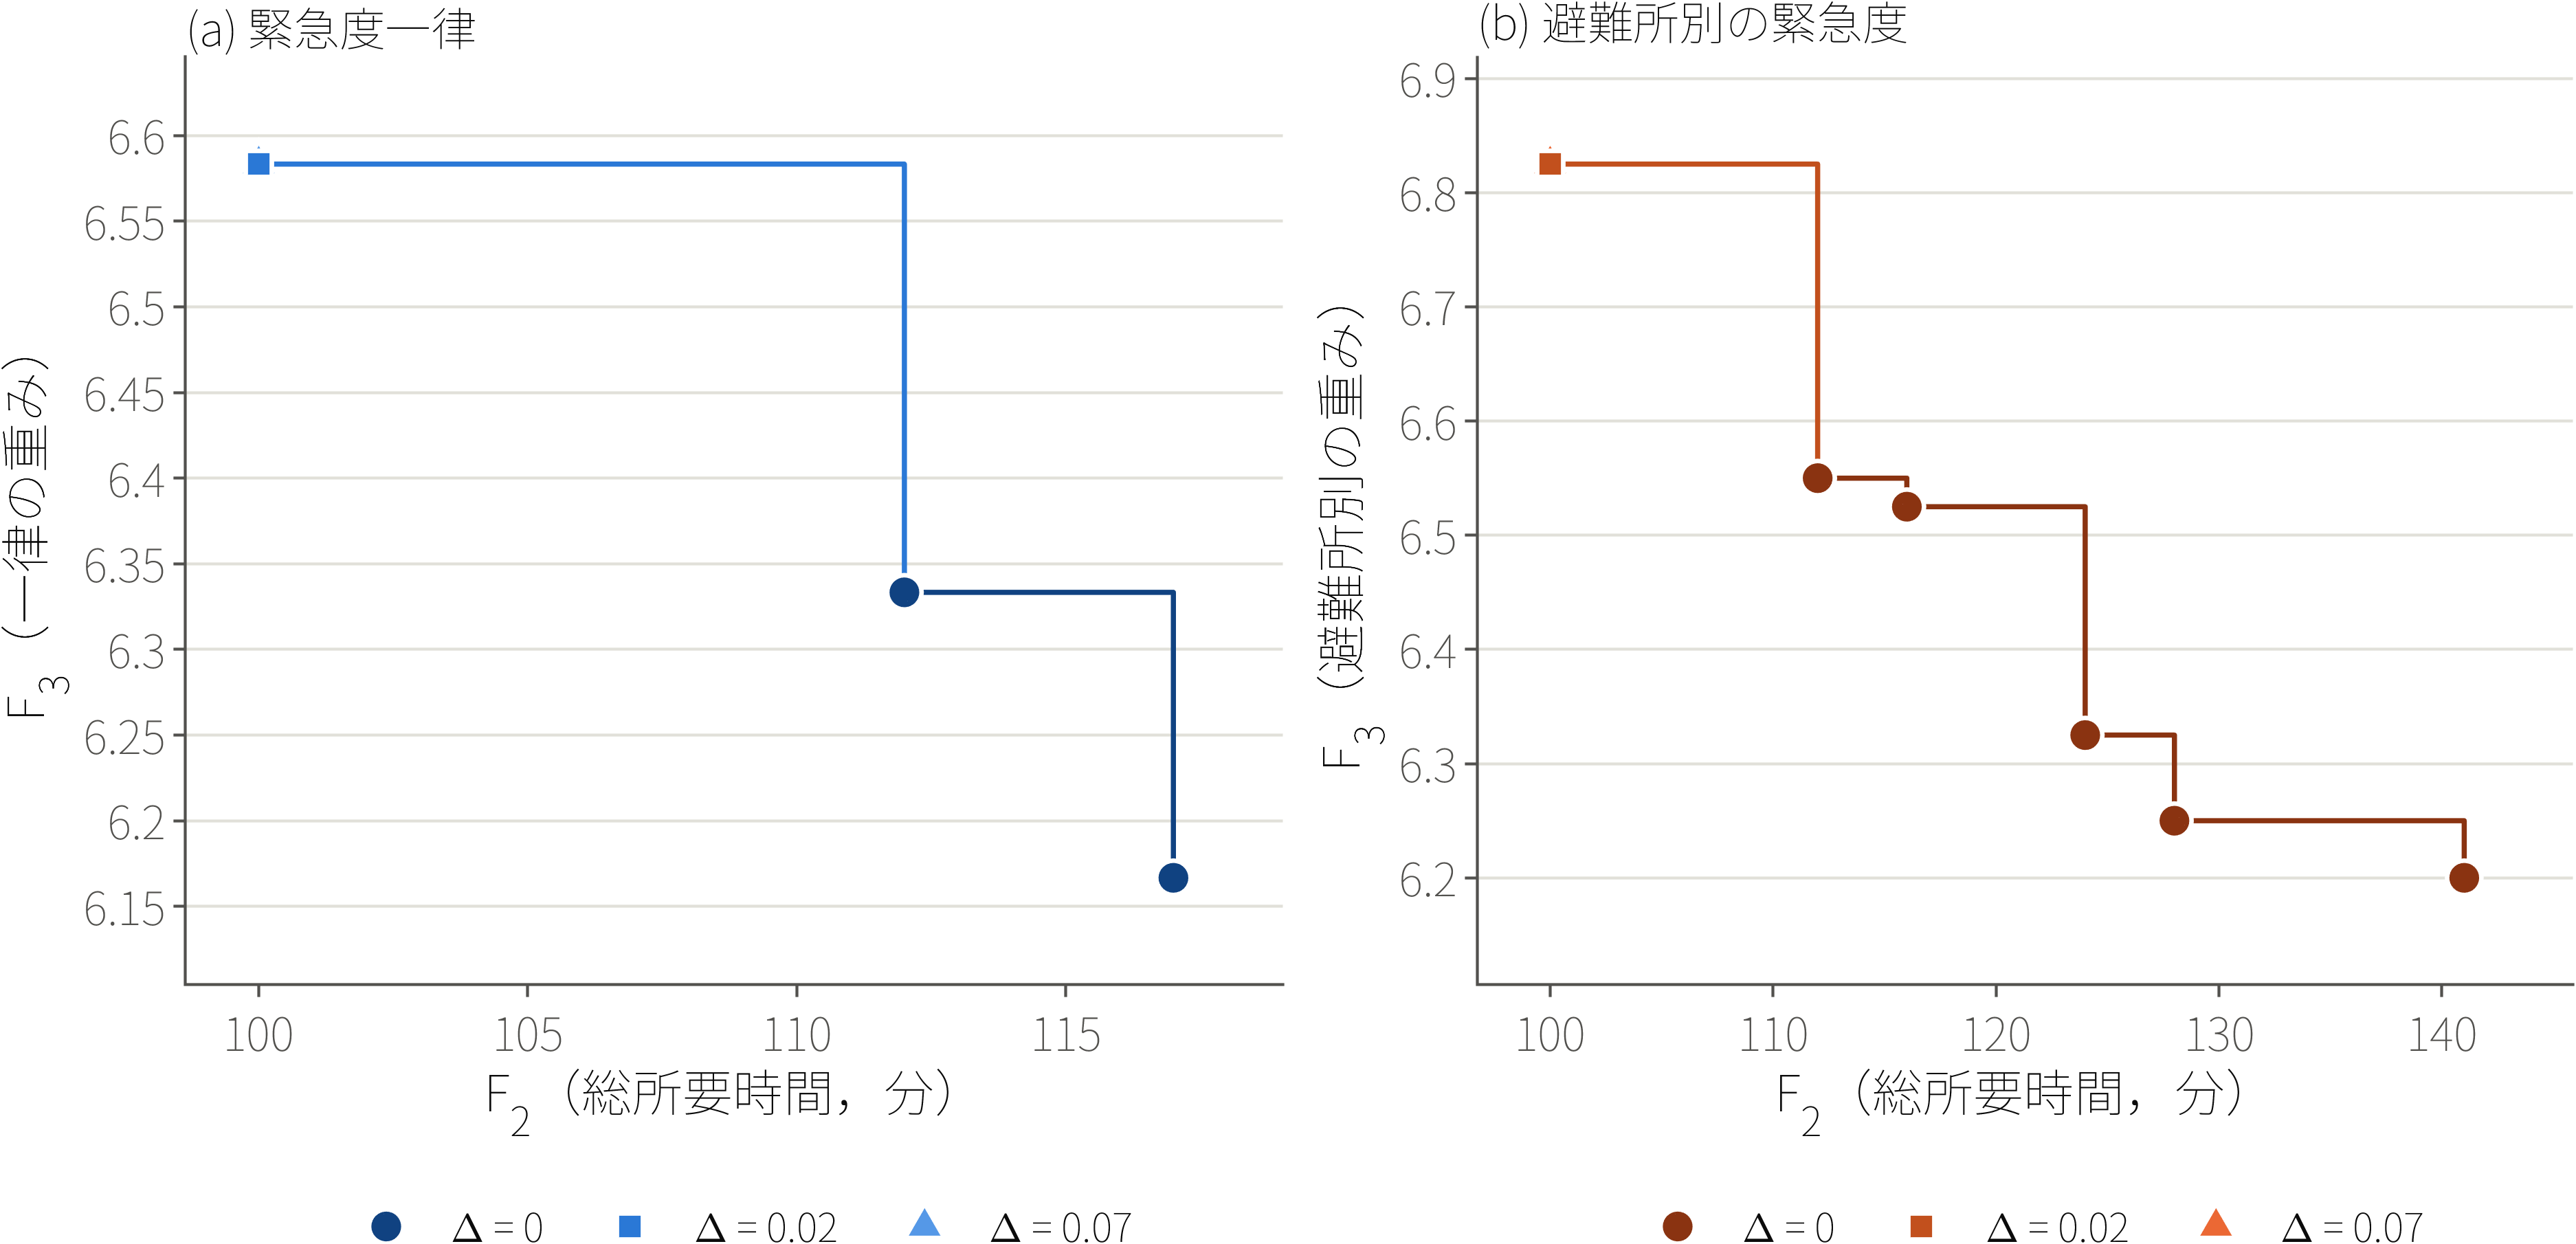 (a) 緊急度一律
6.6
6.55
6.5
6.45
6.4
6.35
6.3
6.25
6.2
6.15
F3（一律の重み）
100 105 110 115
F2（総所要時間，分）
Δ = 0 Δ = 0.02 Δ = 0.07
(b) 避難所別の緊急度
6.9
6.8
6.7
6.6
6.5
6.4
6.3
6.2
F3（避難所別の重み）
100 110 120 130 140
F2（総所要時間，分）
Δ = 0 Δ = 0.02 Δ = 0.07